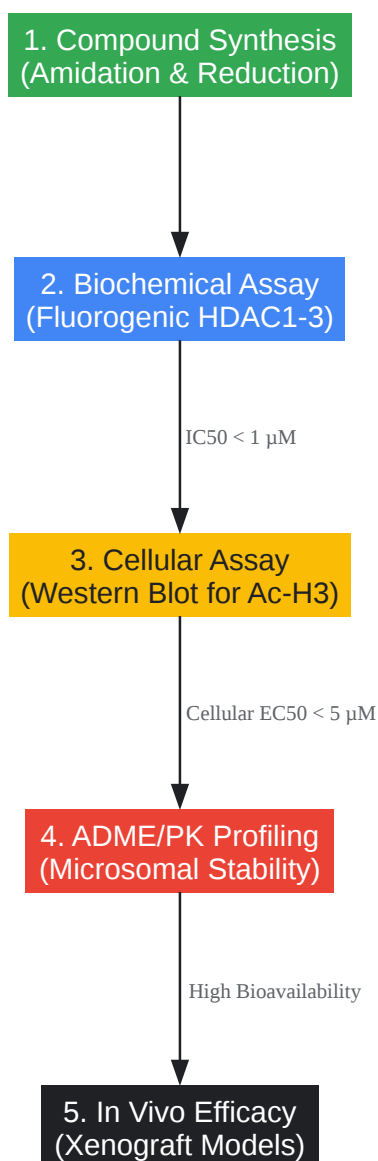 1. Compound Synthesis
(Amidation & Reduction)
2. Biochemical Assay
(Fluorogenic HDAC1-3)
IC50 < 1 µM
3. Cellular Assay
(Western Blot for Ac-H3)
Cellular EC50 < 5 µM
4. ADME/PK Profiling
(Microsomal Stability)
High Bioavailability
5. In Vivo Efficacy
(Xenograft Models)